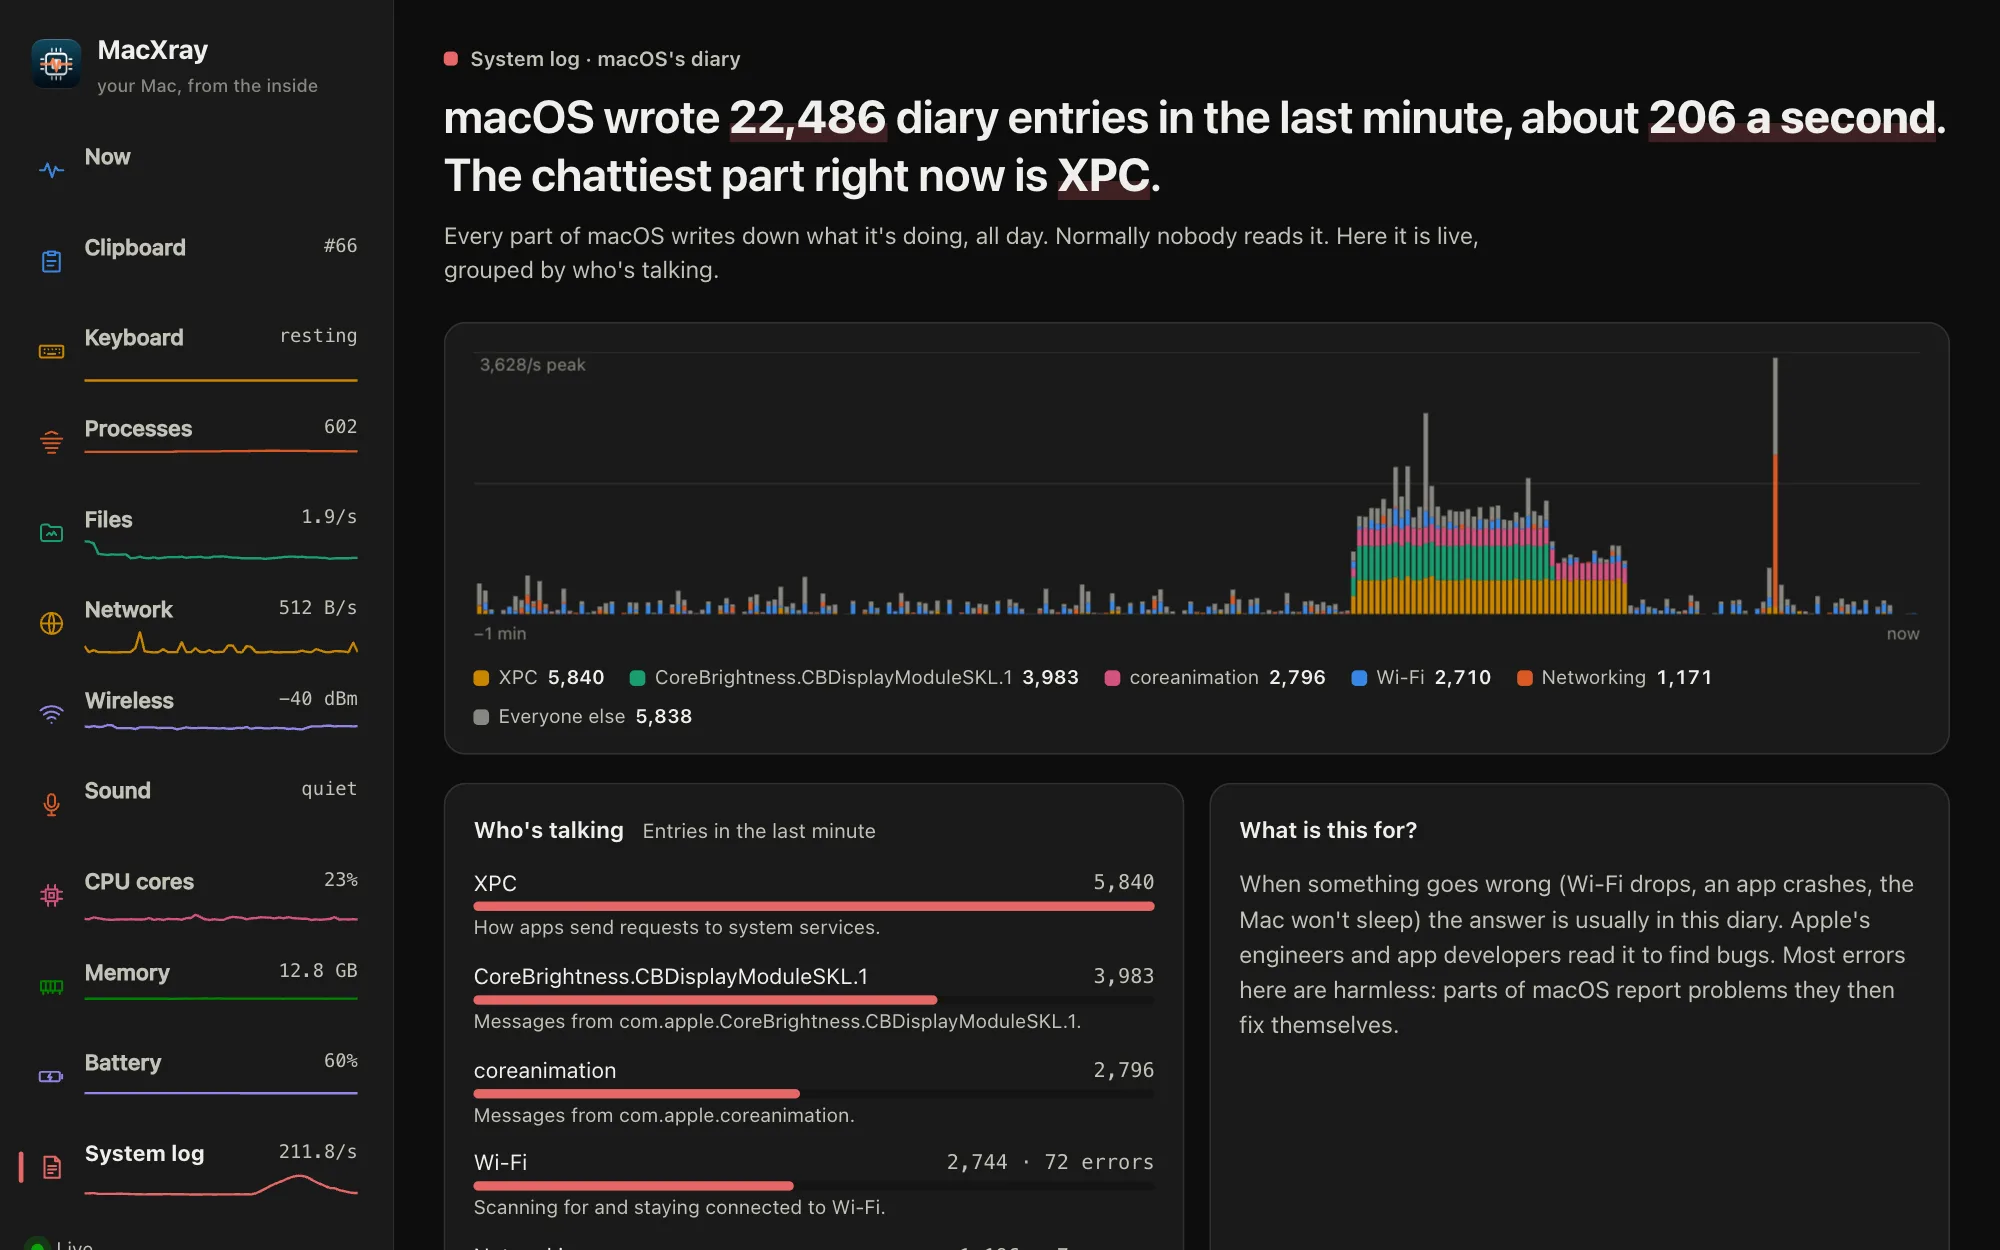 MacXray
your Mac, from the inside
Now
Clipboard #66
Keyboard resting
Processes 602
Files 1.9/s
Network 512 B/s
Wireless −40 dBm
Sound quiet
CPU cores 23%
Memory 12.8 GB
Battery 60%
System log 211.8/s
Live
System log · macOS's diary
macOS wrote 22,486 diary entries in the last minute, about 206 a second.
The chattiest part right now is XPC.
Every part of macOS writes down what it's doing, all day. Normally nobody reads it. Here it is live,
grouped by who's talking.
3,628/s peak
−1 min now
XPC 5,840 CoreBrightness.CBDisplayModuleSKL.1 3,983 coreanimation 2,796 Wi-Fi 2,710 Networking 1,171
Everyone else 5,838
Who's talking Entries in the last minute
XPC 5,840
How apps send requests to system services.
CoreBrightness.CBDisplayModuleSKL.1 3,983
Messages from com.apple.CoreBrightness.CBDisplayModuleSKL.1.
coreanimation 2,796
Messages from com.apple.coreanimation.
Wi-Fi 2,744 · 72 errors
Scanning for and staying connected to Wi-Fi.
What is this for?
When something goes wrong (Wi-Fi drops, an app crashes, the
Mac won't sleep) the answer is usually in this diary. Apple's
engineers and app developers read it to find bugs. Most errors
here are harmless: parts of macOS report problems they then
fix themselves.